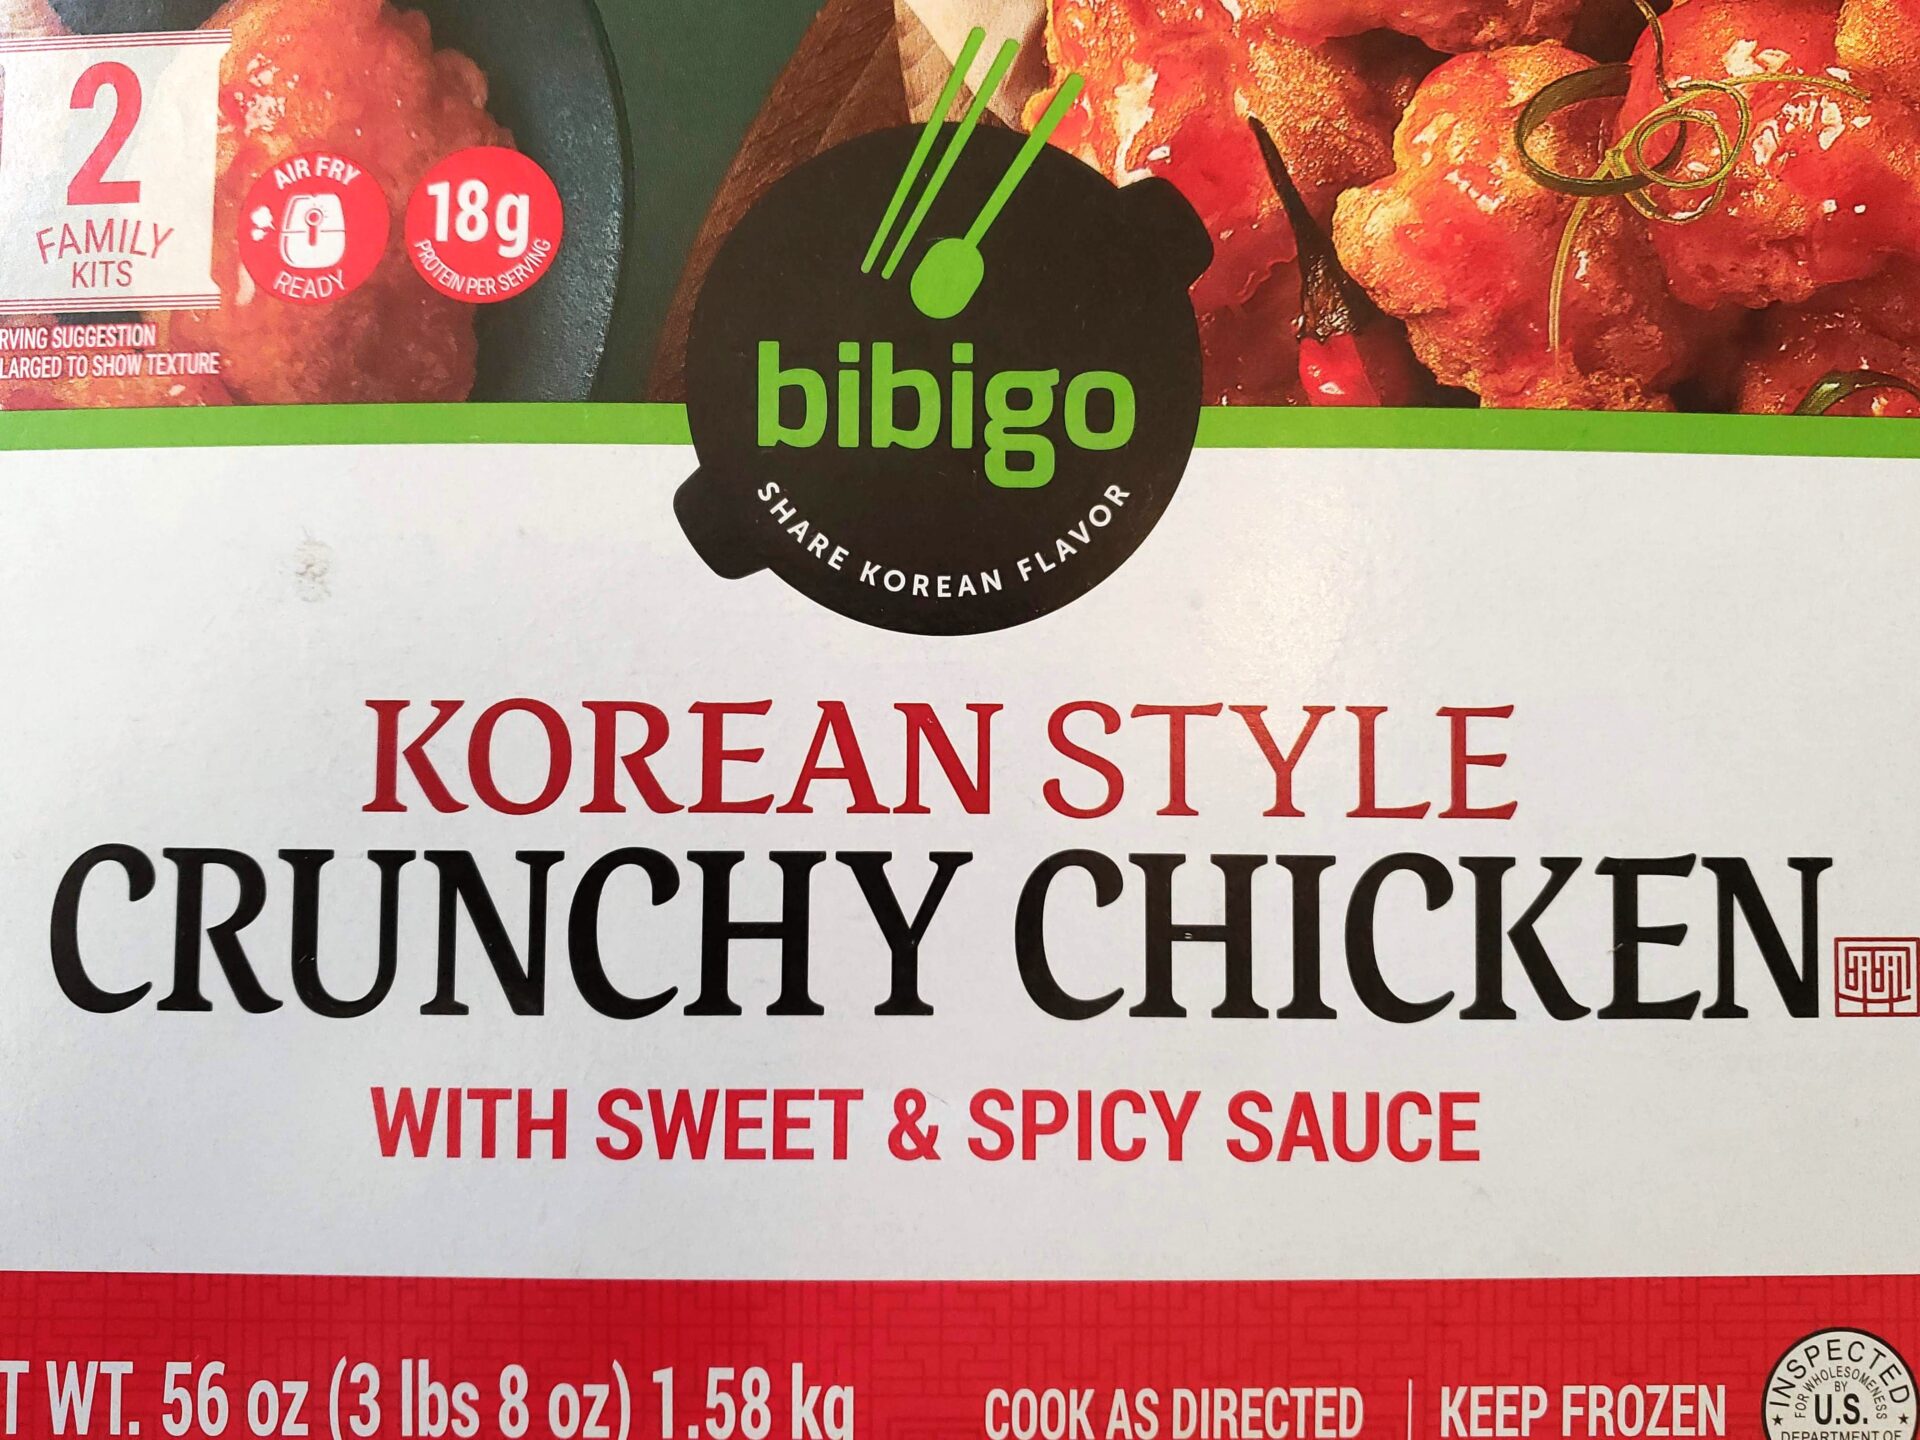 2
FAMILY
KITS
AIR FRY
READY
18g
PROTEIN PER SERVING
RVING SUGGESTION
LARGED TO SHOW TEXTURE
bibigo
SHARE KOREAN FLAVOR
KOREAN STYLE
CRUNCHY CHICKEN
WITH SWEET & SPICY SAUCE
T WT. 56 oz (3 lbs 8 oz) 1.58 kg
COOK AS DIRECTED | KEEP FROZEN
INSPECTED
FOR WHOLESOMENESS
BY
U.S.
DEPARTMENT OF